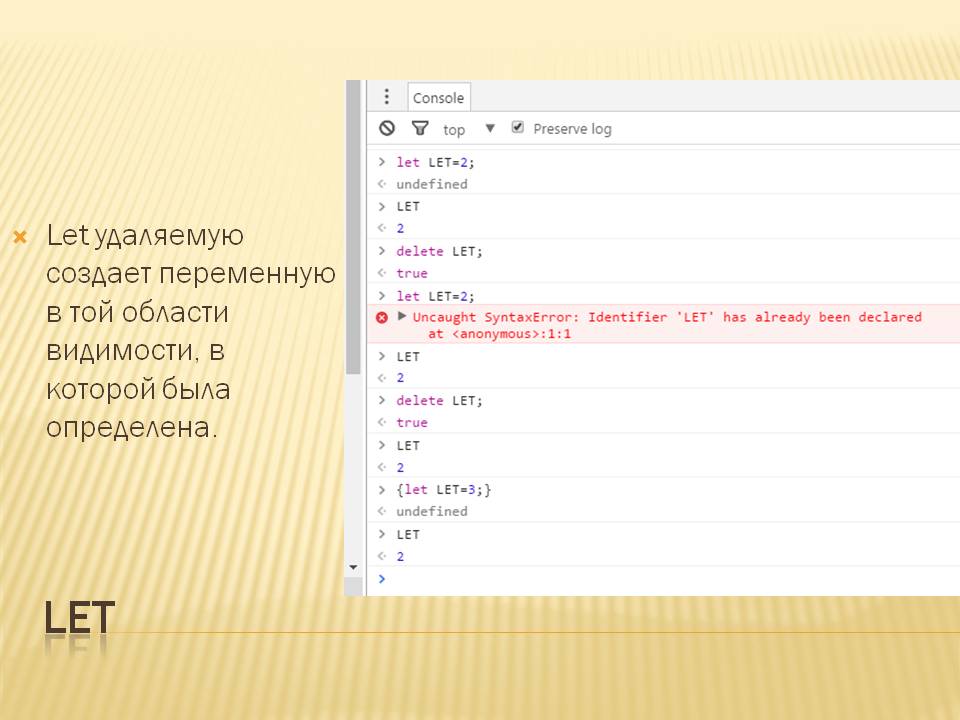 Let удаляемую
создает переменную
в той области
видимости, в
которой была
определена.
Console
top ▼ Preserve log
let LET=2;
undefined
LET
2
delete LET;
true
let LET=2;
Uncaught SyntaxError: Identifier 'LET' has already been declared
at <anonymous>:1:1
LET
2
delete LET;
true
LET
2
{let LET=3;}
undefined
LET
2
LET